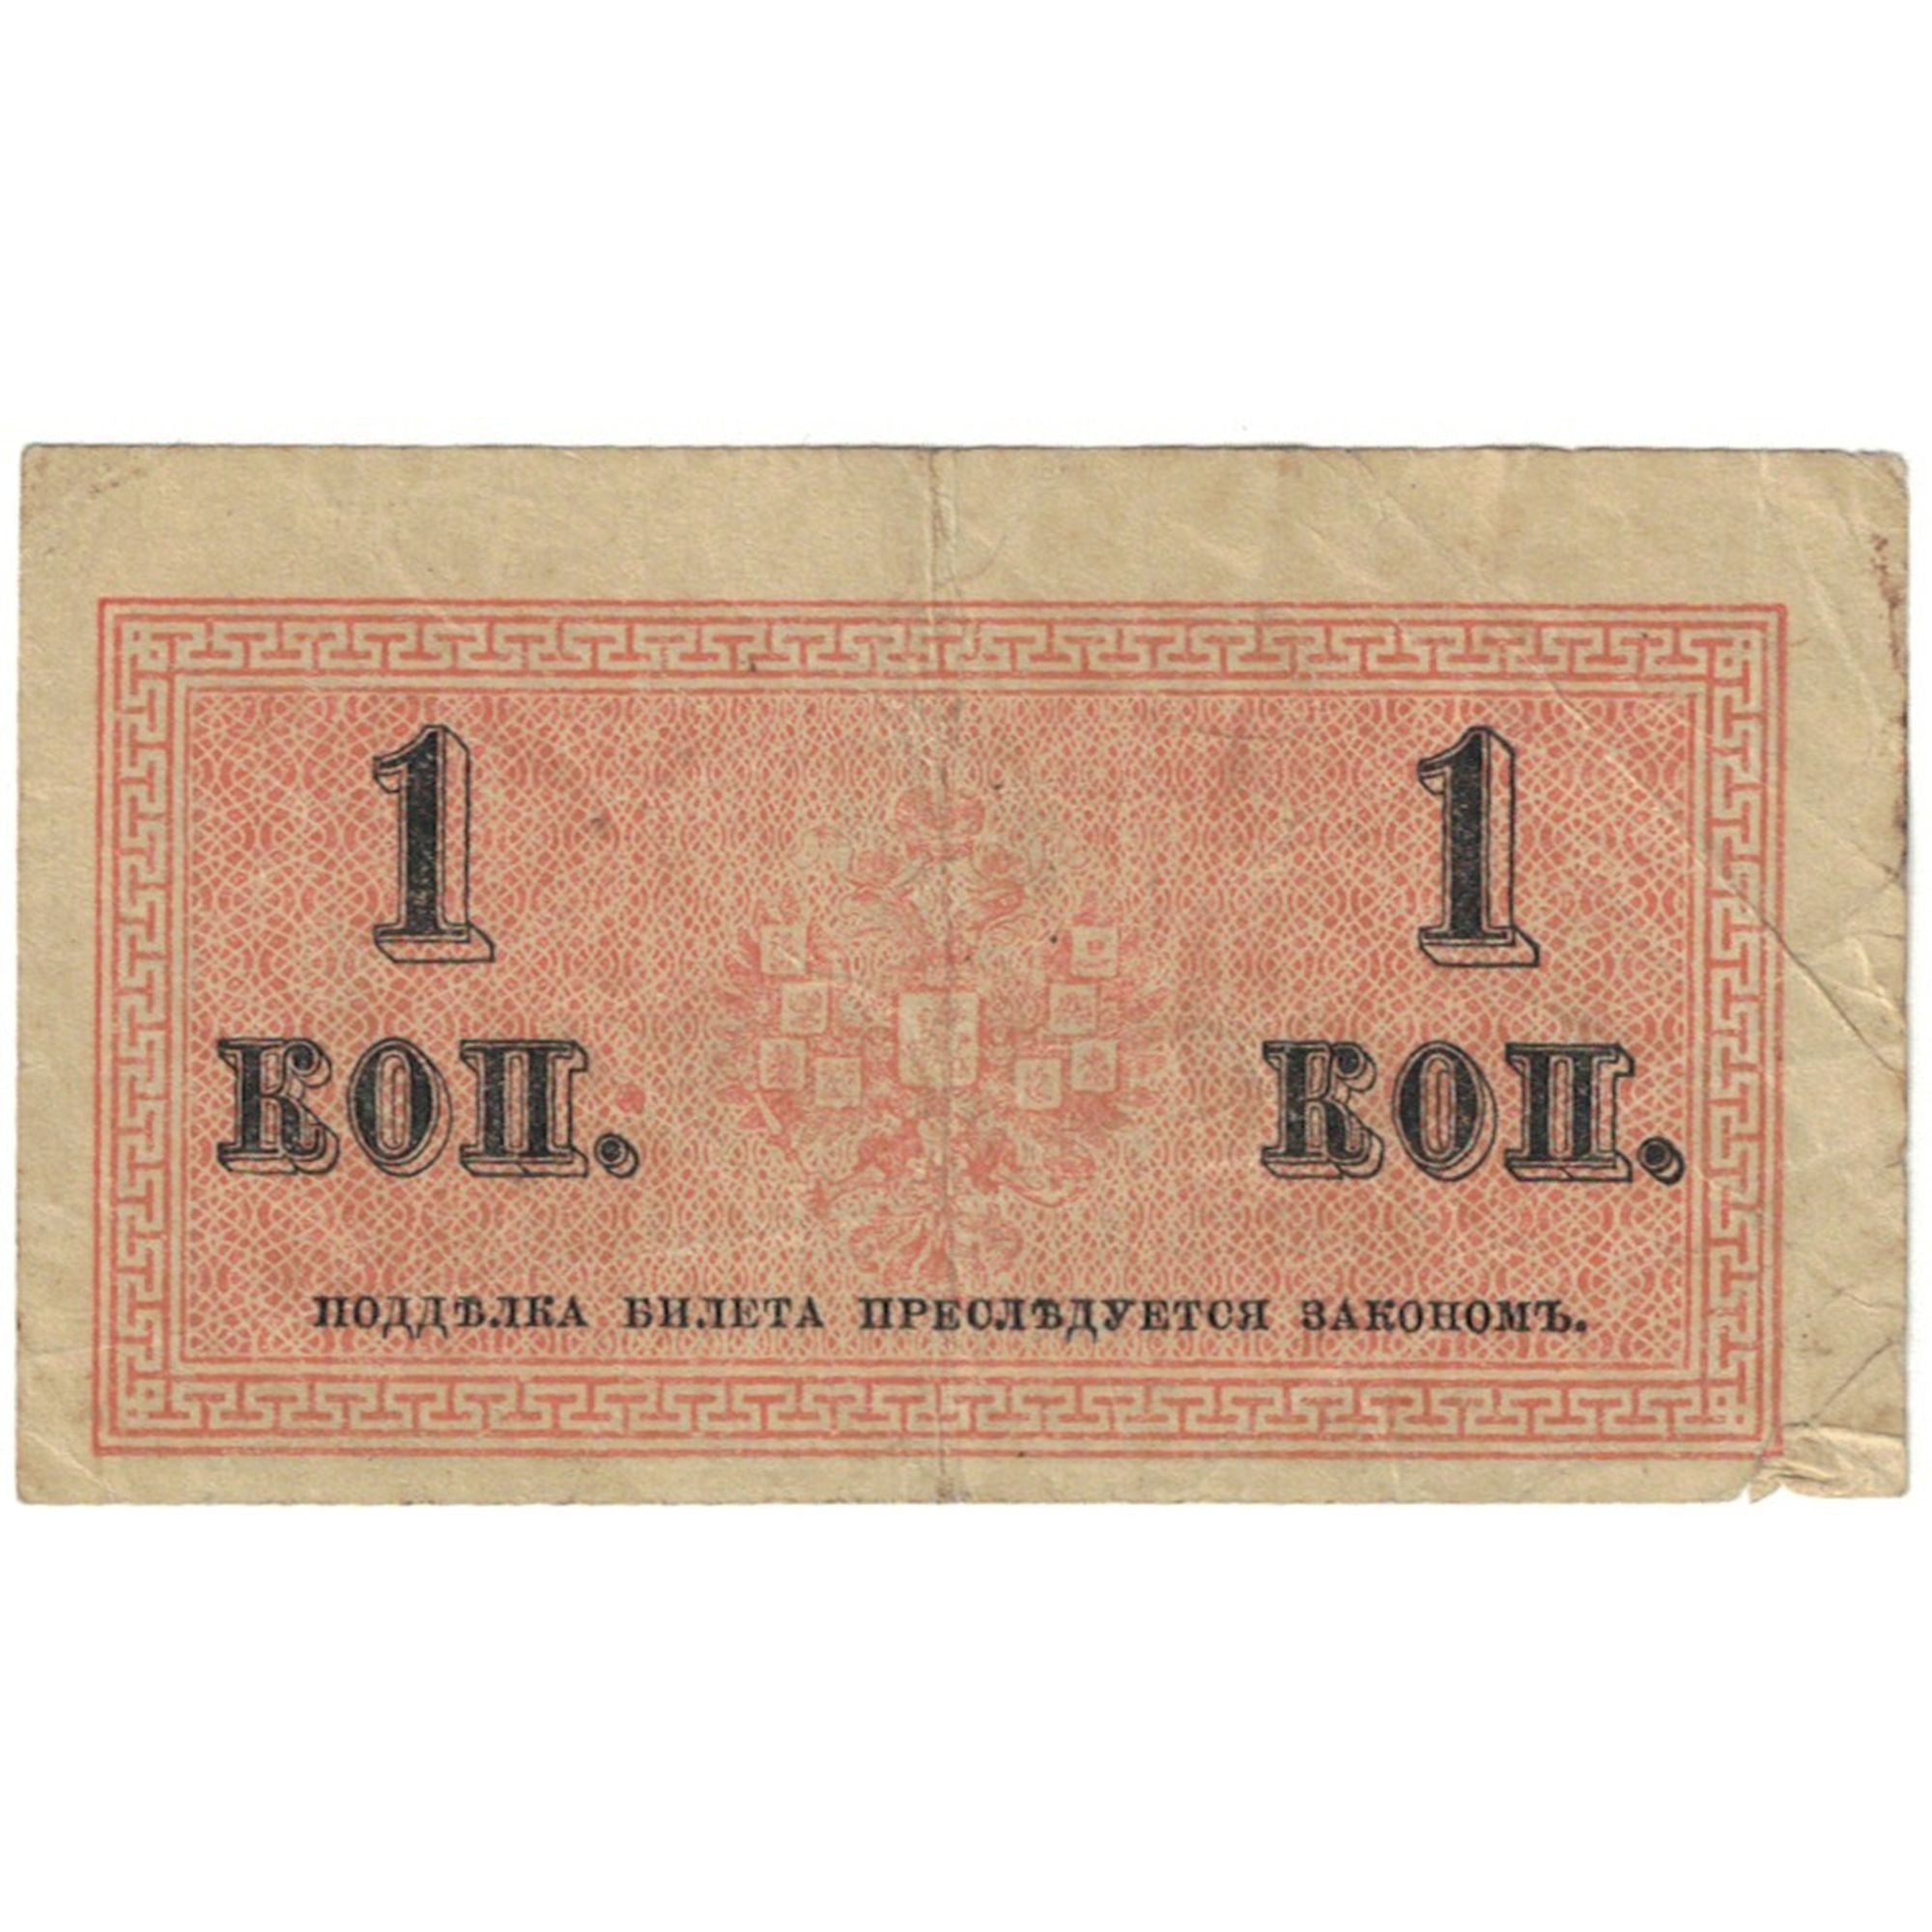 1 1
КОП. КОП.
ПОДДѢЛКА БИЛЕТА ПРЕСЛѢДУЕТСЯ ЗАКОНОМЪ.